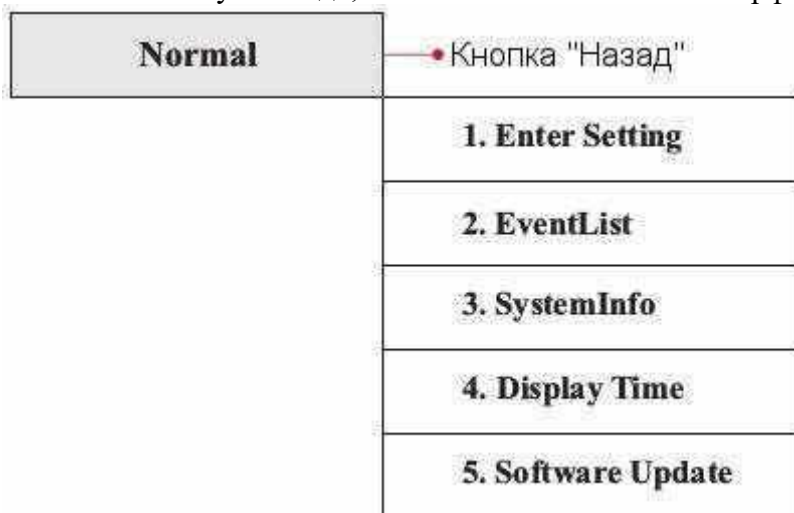 Normal
Кнопка "Назад"
1. Enter Setting
2. EventList
3. SystemInfo
4. Display Time
5. Software Update